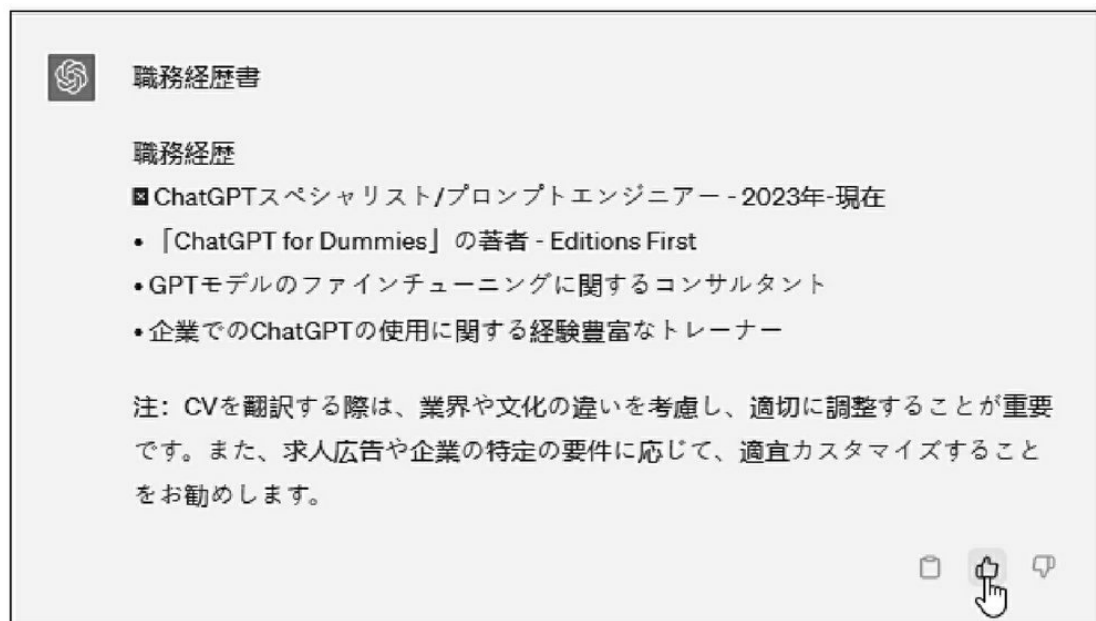 職務経歴書
職務経歴
ChatGPTスペシャリスト/プロンプトエンジニアー - 2023年-現在
• 「ChatGPT for Dummies」の著者 - Editions First
• GPTモデルのファインチューニングに関するコンサルタント
• 企業でのChatGPTの使用に関する経験豊富なトレーナー
注：CVを翻訳する際は、業界や文化の違いを考慮し、適切に調整することが重要
です。また、求人広告や企業の特定の要件に応じて、適宜カスタマイズすること
をお勧めします。